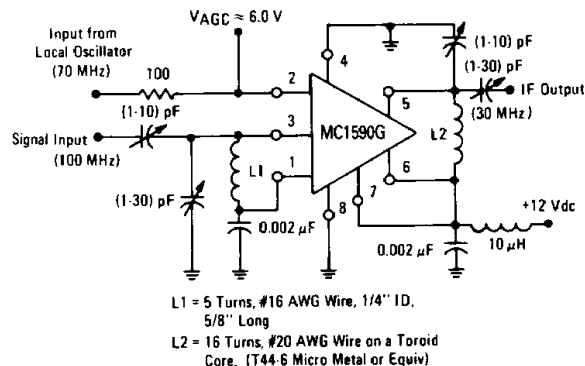 Input from
Local Oscillator
(70 MHz)
VAGC ≈ 6.0 V
100
(1-10) pF
Signal Input
(100 MHz)
(1-30) pF
L1
0.002 µF
2
3
1
4
MC1590G
5
6
7
8
(1-10) pF
(1-30) pF
IF Output
(30 MHz)
L2
+12 Vdc
10 µH
0.002 µF
L1 = 5 Turns, #16 AWG Wire, 1/4" ID,
5/8" Long
L2 = 16 Turns, #20 AWG Wire on a Toroid
Core, (T44-6 Micro Metal or Equiv)